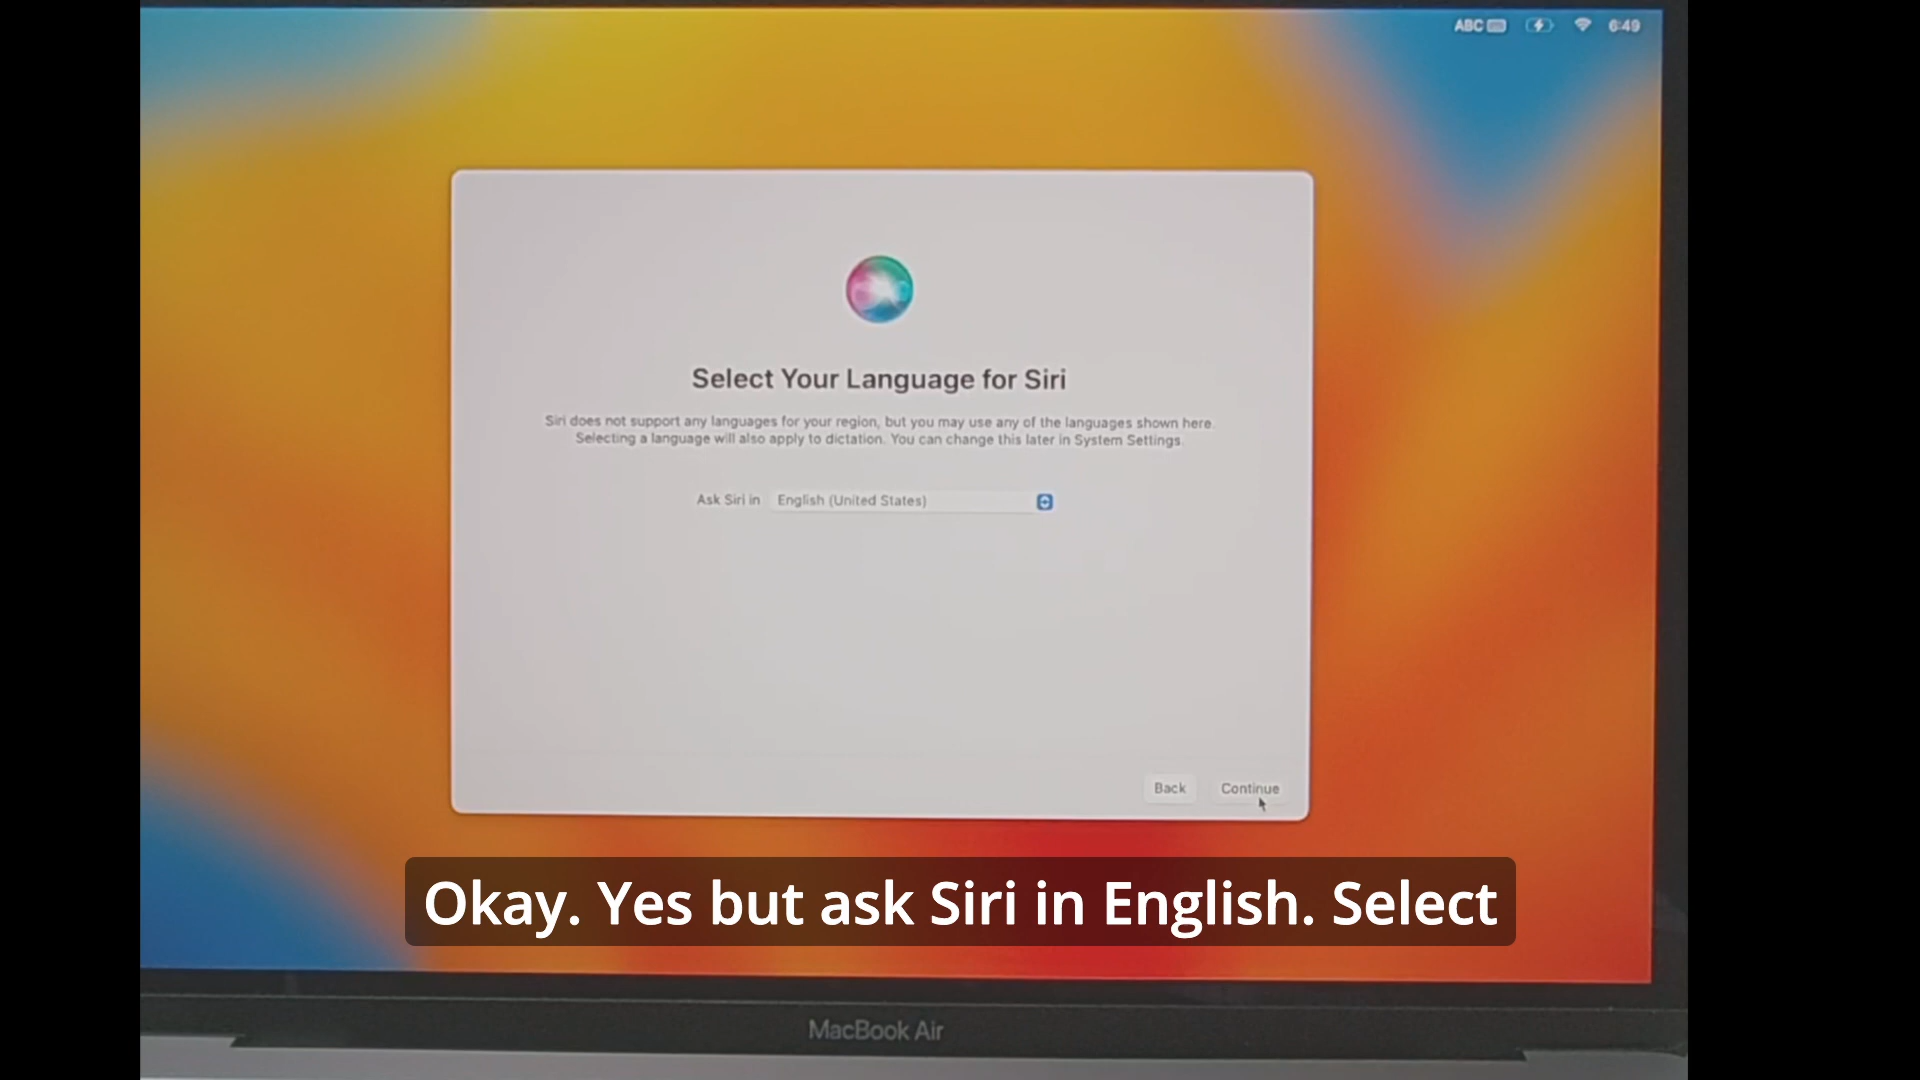 ABC
6:49
Select Your Language for Siri
Siri does not support any languages for your region, but you may use any of the languages shown here.
Selecting a language will also apply to dictation. You can change this later in System Settings.
Ask Siri in English (United States)
Back Continue
Okay. Yes but ask Siri in English. Select
MacBook Air